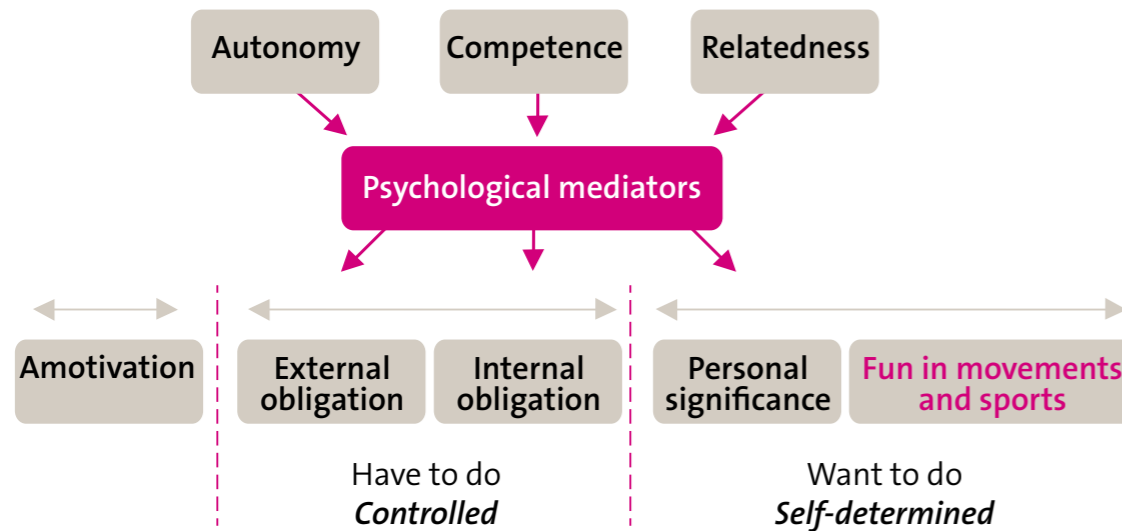 Autonomy
Competence
Relatedness
Psychological mediators
Amotivation
External
obligation
Internal
obligation
Personal
significance
Fun in movements
and sports
Have to do
Controlled
Want to do
Self-determined